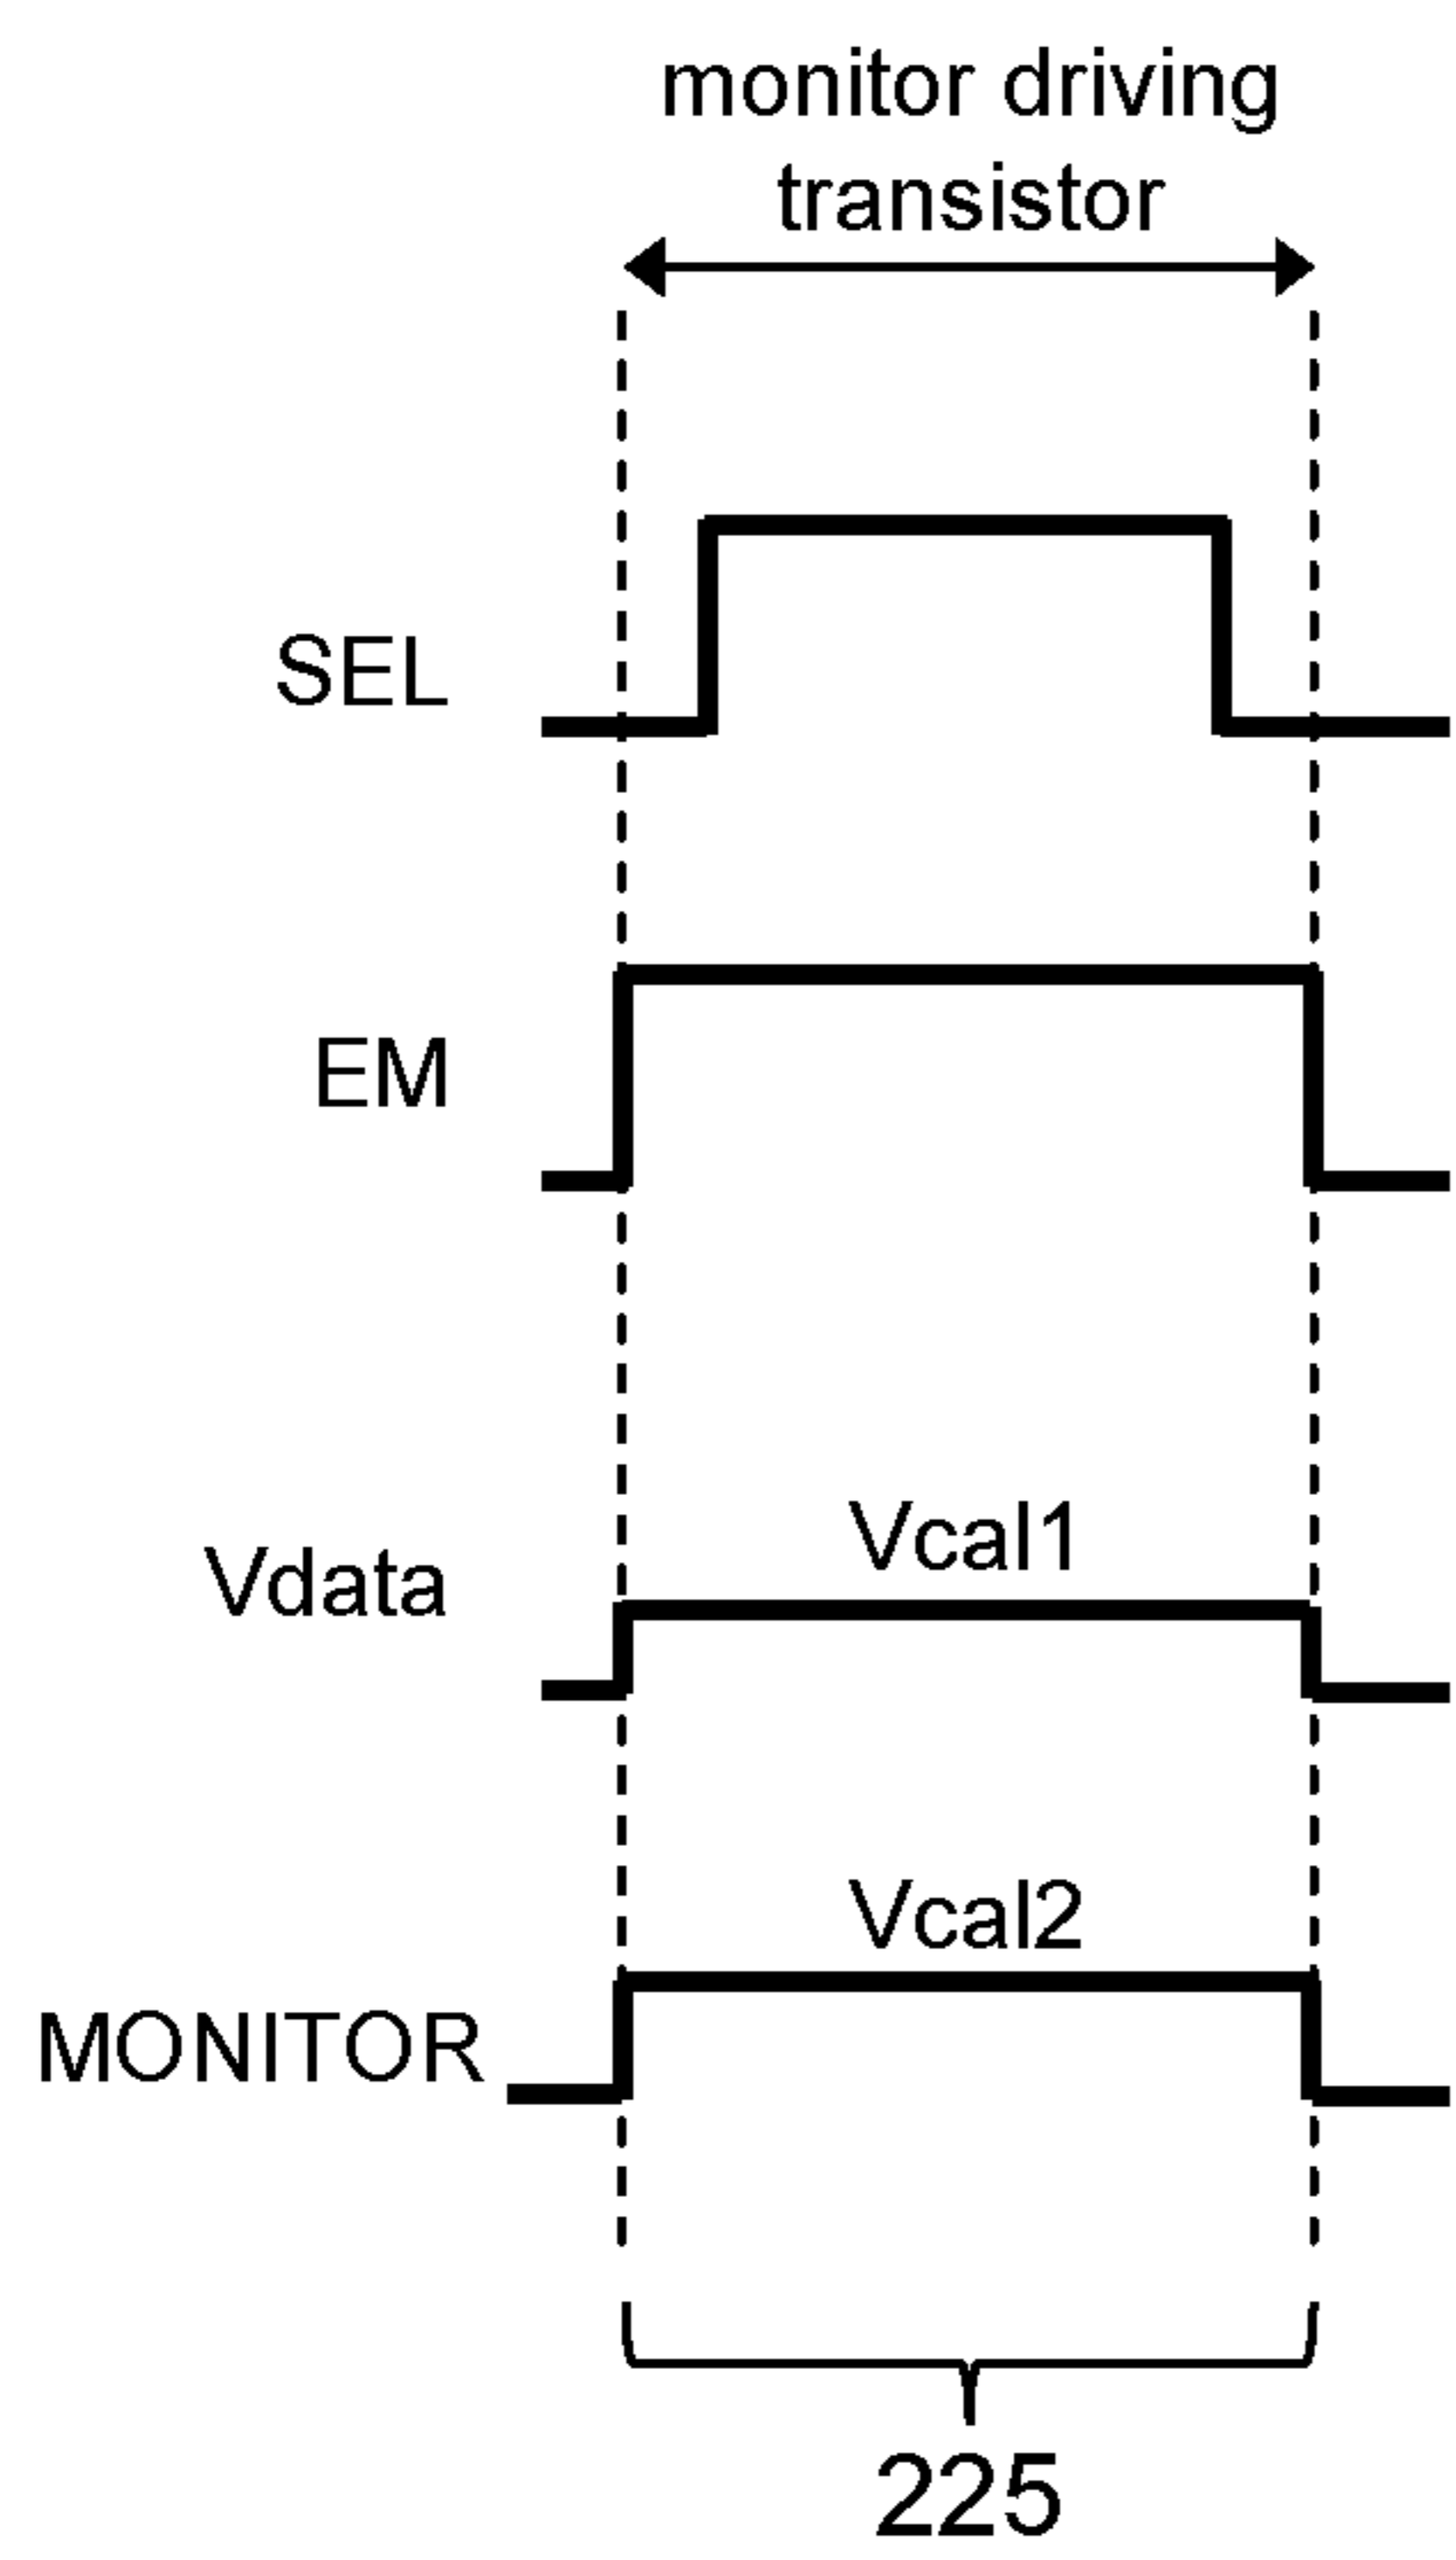 monitor driving
transistor
SEL
EM
Vcal1
Vdata
Vcal2
MONITOR
225